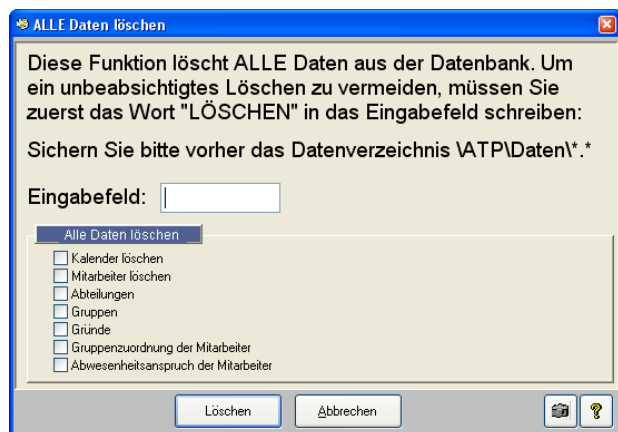 ALLE Daten löschen
Diese Funktion löscht ALLE Daten aus der Datenbank. Um
ein unbeabsichtigtes Löschen zu vermeiden, müssen Sie
zuerst das Wort "LÖSCHEN" in das Eingabefeld schreiben:
Sichern Sie bitte vorher das Datenverzeichnis \ATP\Daten\*.*
Eingabefeld:
Alle Daten löschen
Kalender löschen
Mitarbeiter löschen
Abteilungen
Gruppen
Gründe
Gruppenzuordnung der Mitarbeiter
Abwesenheitsanspruch der Mitarbeiter
Löschen Abbrechen ?